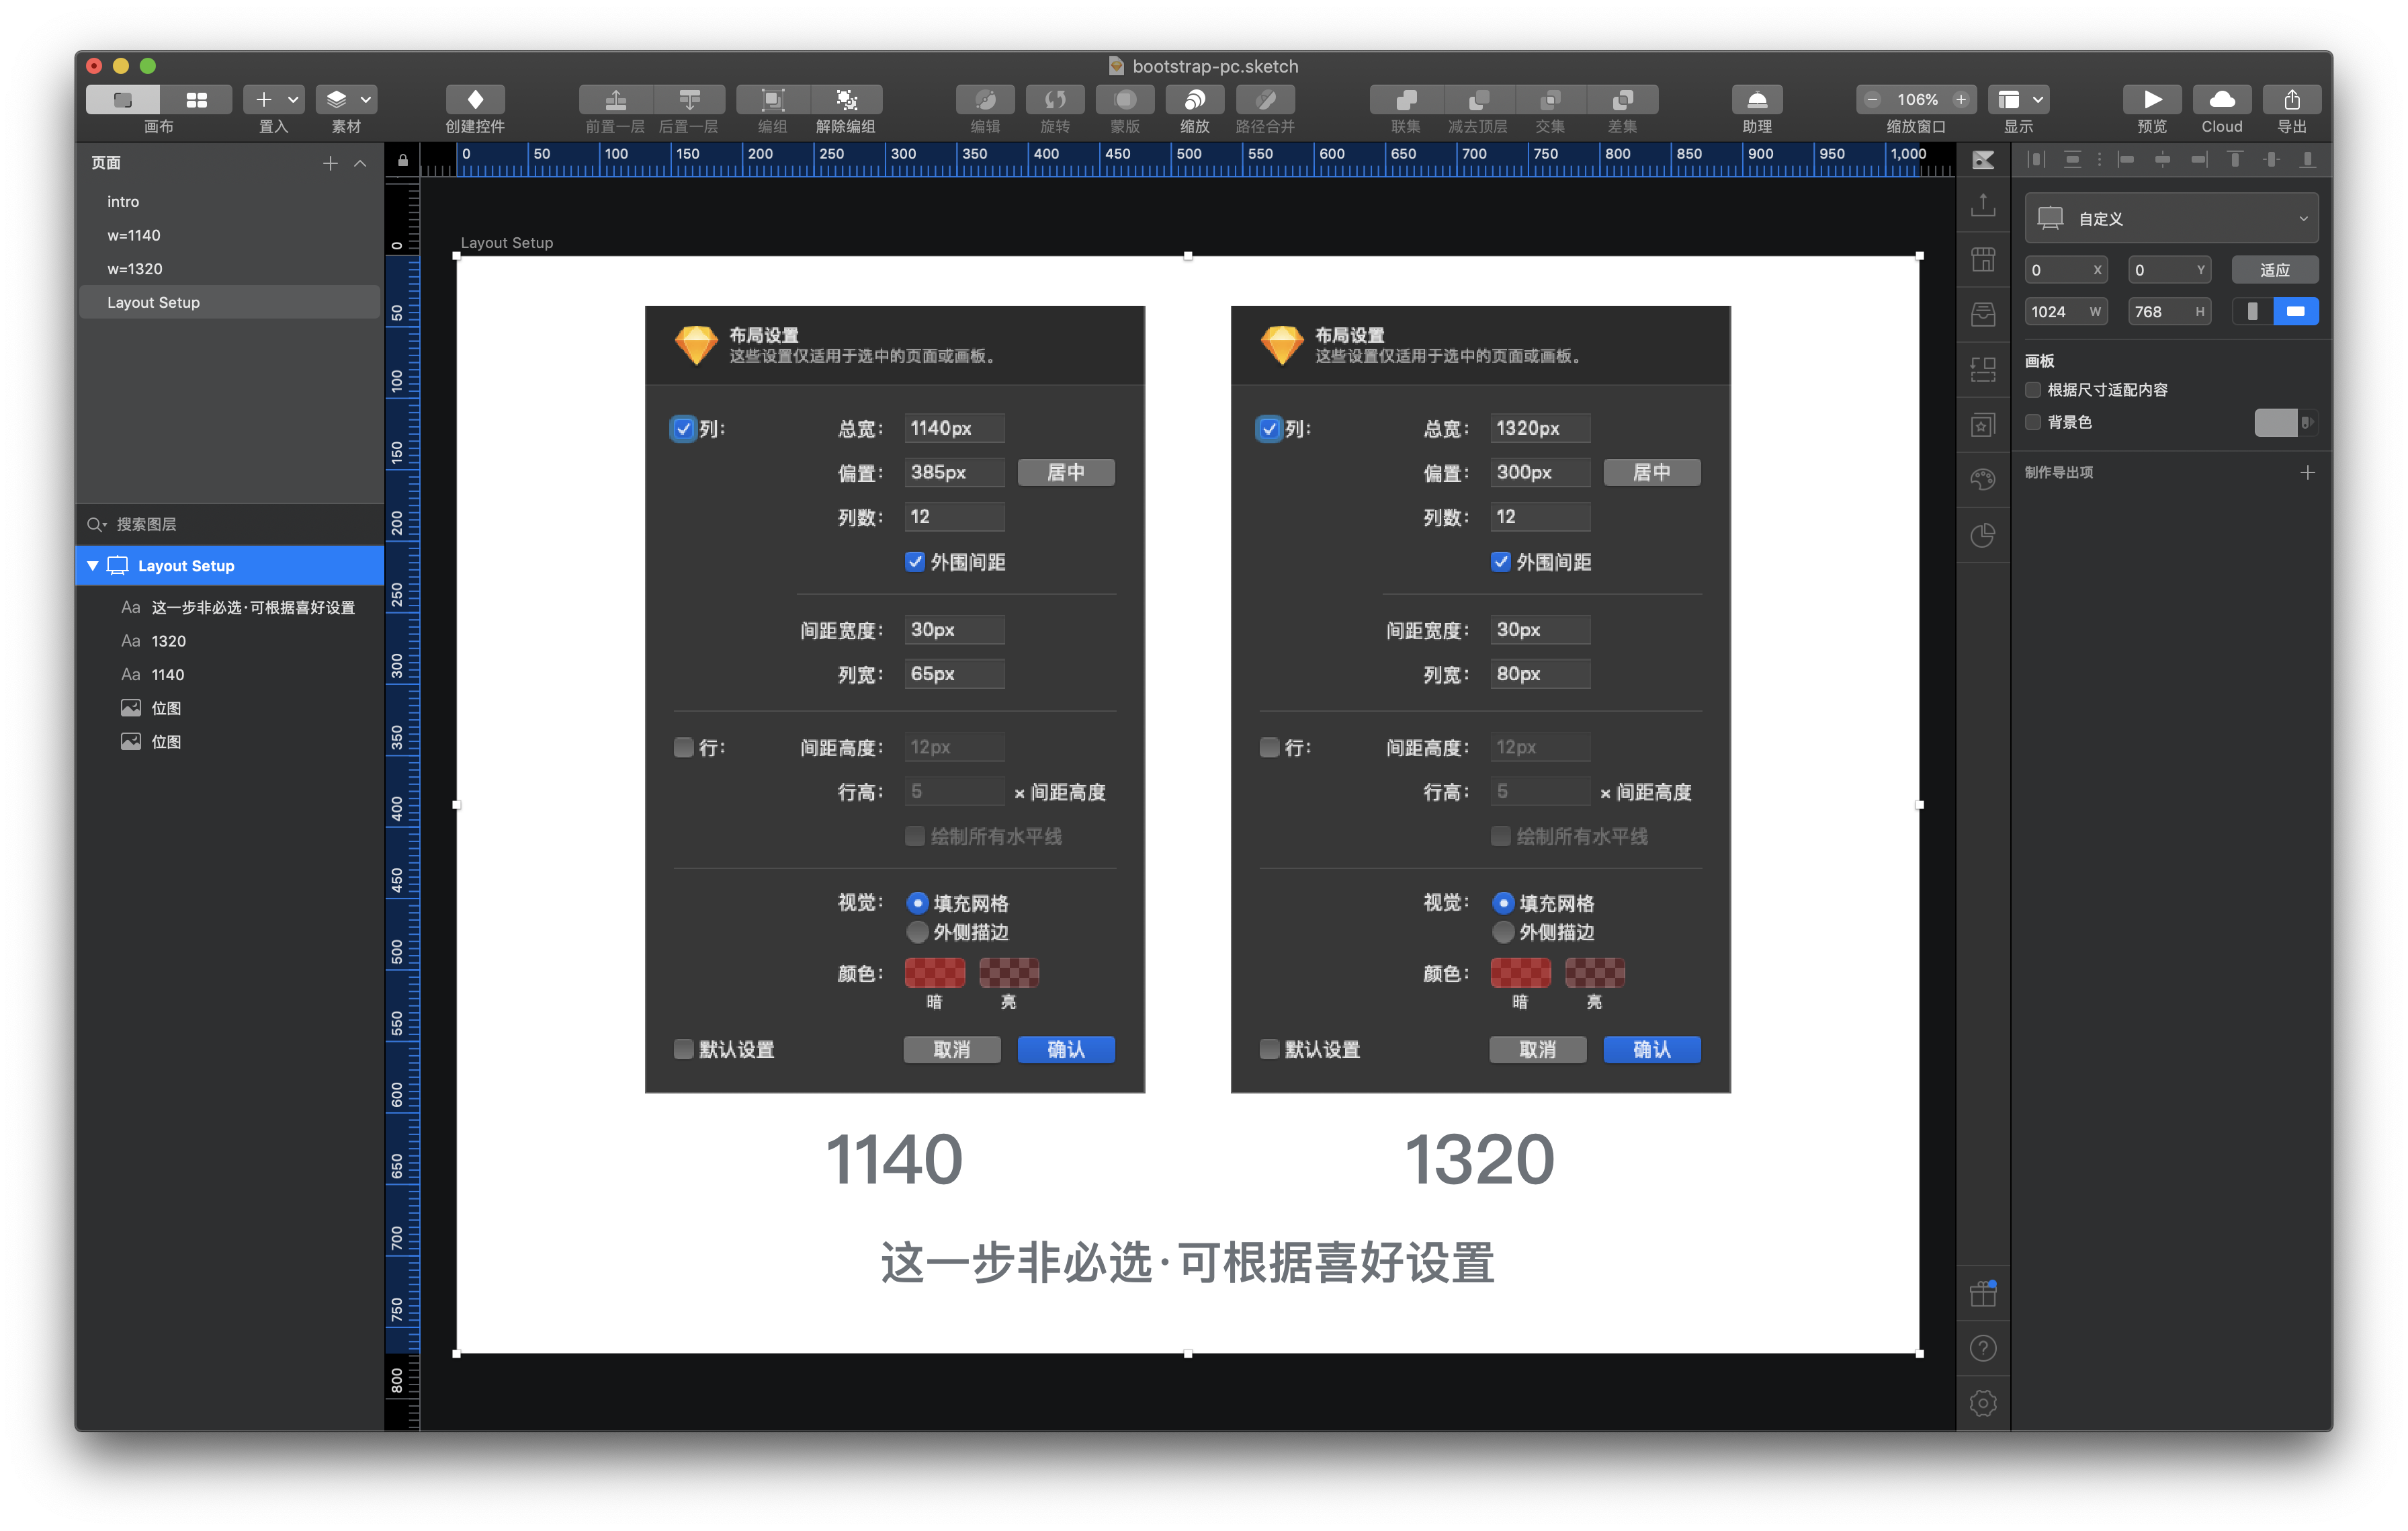 bootstrap-pc.sketch
106%
画布
置入
素材
创建控件
前置一层
后置一层
编组
解除编组
编辑
旋转
蒙版
缩放
路径合并
联集
减去顶层
交集
差集
助理
缩放窗口
显示
预览
Cloud
导出
页面
intro
w=1140
w=1320
Layout Setup
搜索图层
Layout Setup
Aa 这一步非必选·可根据喜好设置
Aa 1320
Aa 1140
位图
位图
0 50 100 150 200 250 300 350 400 450 500 550 600 650 700 750 800 850 900 950 1,000
0 50 100 150 200 250 300 350 400 450 500 550 600 650 700 750 800
Layout Setup
布局设置
这些设置仅适用于选中的页面或画板。
列: 总宽: 1140px
偏置: 385px 居中
列数: 12
外围间距
间距宽度: 30px
列宽: 65px
行: 间距高度: 12px
行高: 5 × 间距高度
绘制所有水平线
视觉: 填充网格
外侧描边
颜色:
暗 亮
默认设置 取消 确认
布局设置
这些设置仅适用于选中的页面或画板。
列: 总宽: 1320px
偏置: 300px 居中
列数: 12
外围间距
间距宽度: 30px
列宽: 80px
行: 间距高度: 12px
行高: 5 × 间距高度
绘制所有水平线
视觉: 填充网格
外侧描边
颜色:
暗 亮
默认设置 取消 确认
1140
1320
这一步非必选·可根据喜好设置
自定义
0 X 0 Y 适应
1024 W 768 H
画板
根据尺寸适配内容
背景色
制作导出项